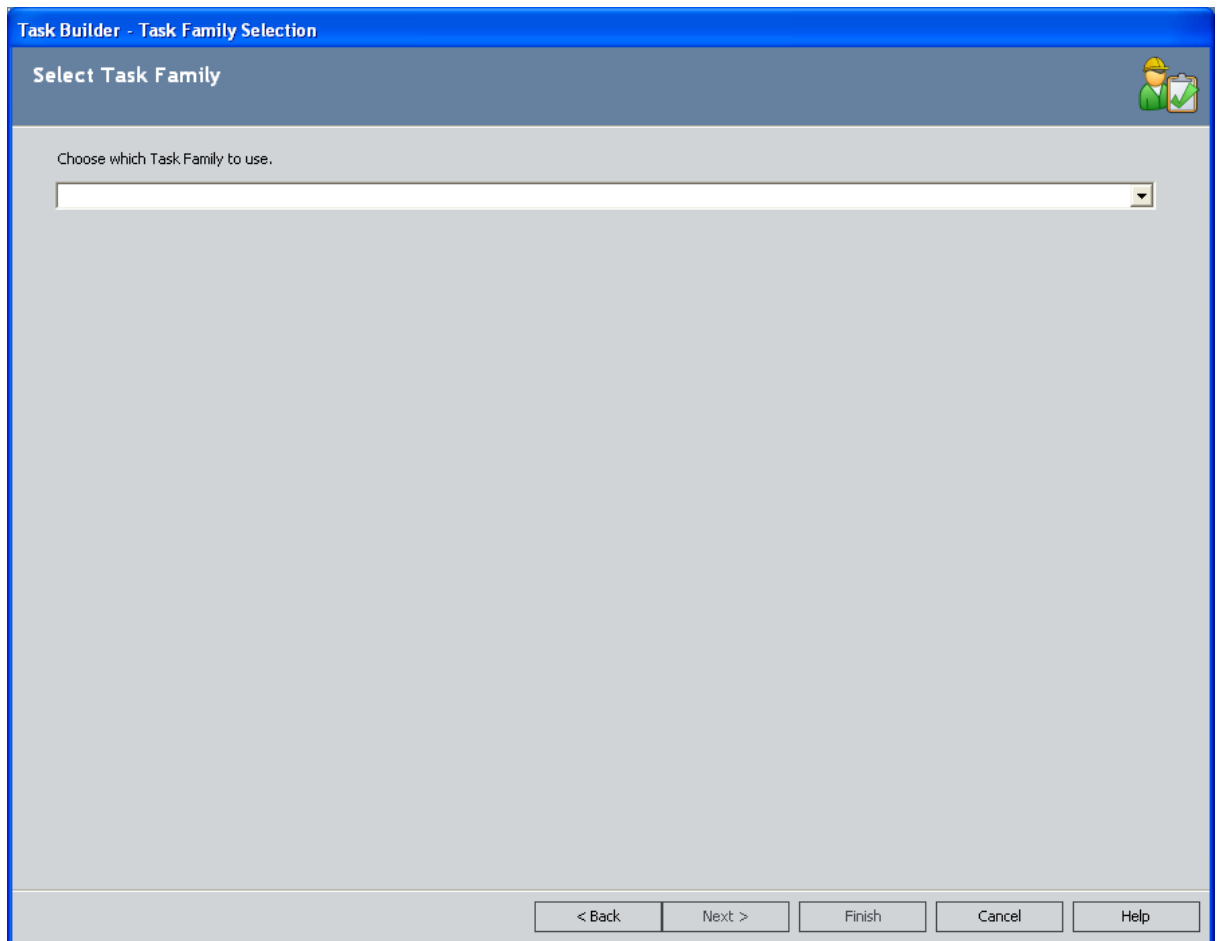 Task Builder - Task Family Selection
Select Task Family
Choose which Task Family to use.
< Back Next > Finish Cancel Help